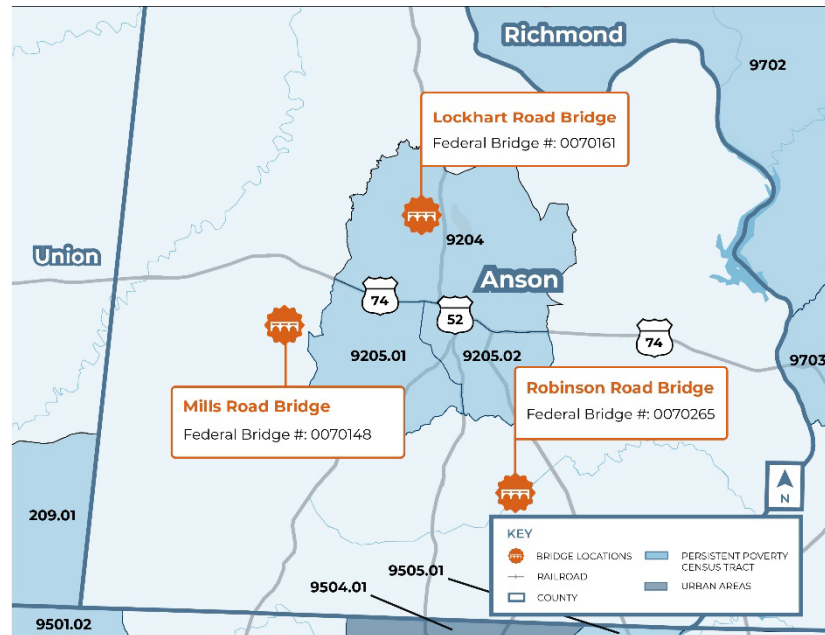 Richmond
9702
Lockhart Road Bridge
Federal Bridge #: 0070161
Union
9204
Anson
74
52
74
9205.01
9205.02
9703
Mills Road Bridge
Federal Bridge #: 0070148
Robinson Road Bridge
Federal Bridge #: 0070265
N
209.01
KEY
BRIDGE LOCATIONS
RAILROAD
COUNTY
PERSISTENT POVERTY
CENSUS TRACT
URBAN AREAS
9505.01
9504.01
9501.02